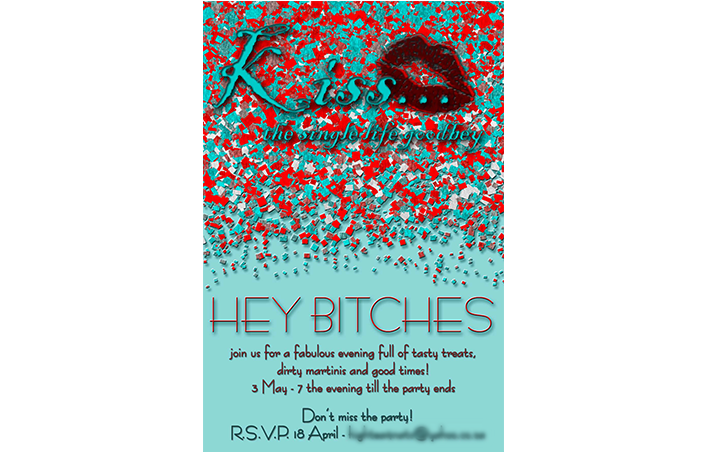 Kiss...
the single life goodbey
HEY BITCHES
join us for a fabulous evening full of tasty treats,
dirty martinis and good times!
3 May - 7 the evening till the party ends
Don't miss the party!
R.S.V.P. 18 April -